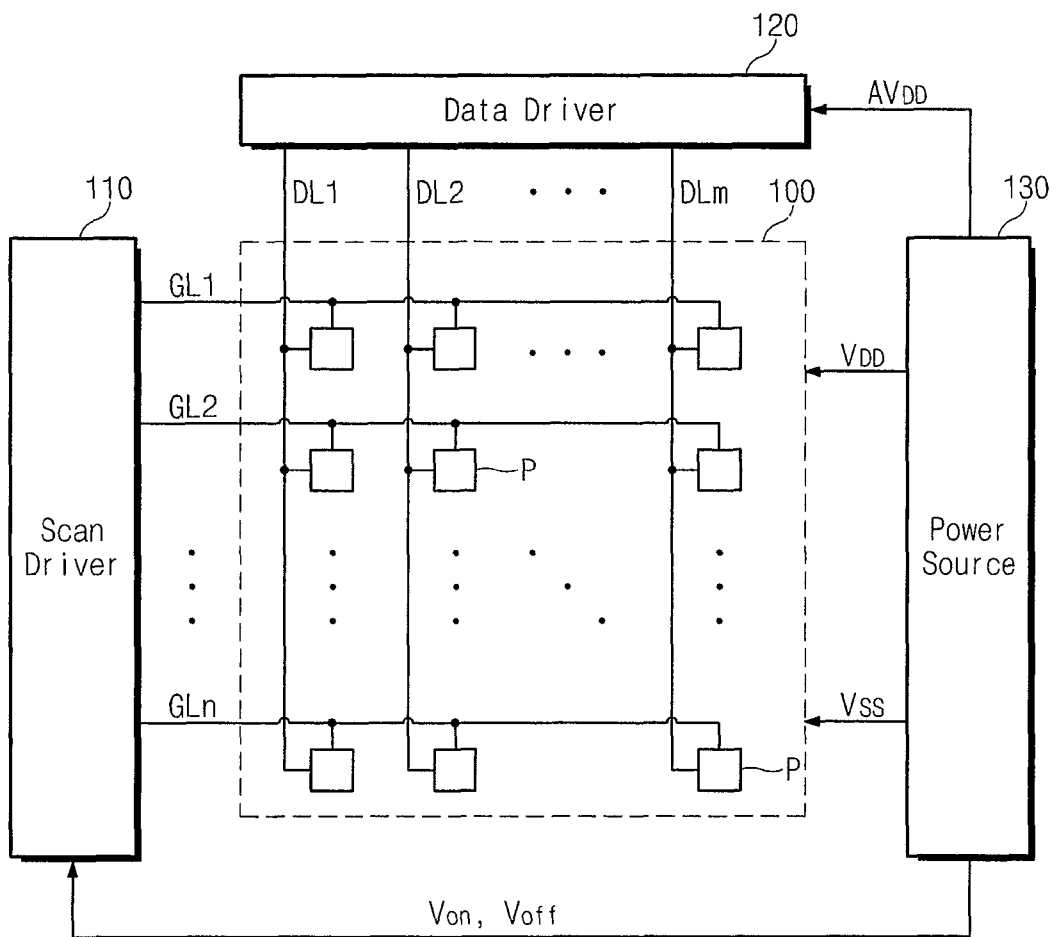 120
Data Driver
AVDD
110
DL1
DL2
DLm
100
130
GL1
VDD
GL2
P
Scan
Driver
Power
Source
GLn
VSS
P
Von, Voff